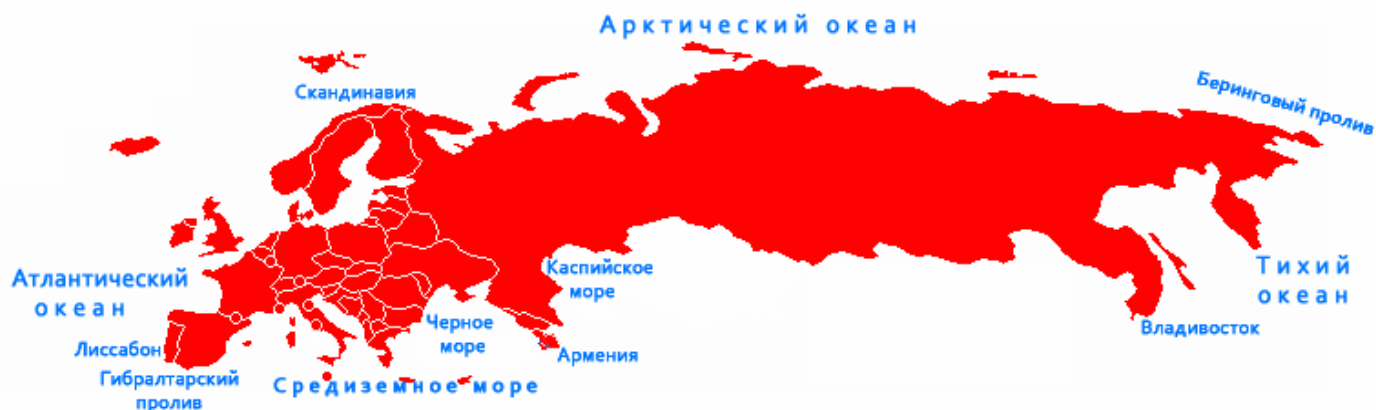 Арктический океан
Скандинавия
Беринговый пролив
Атлантический
океан
Каспийское
море
Тихий
океан
Черное
море
Владивосток
Лиссабон
Армения
Гибралтарский
пролив
Средиземное море